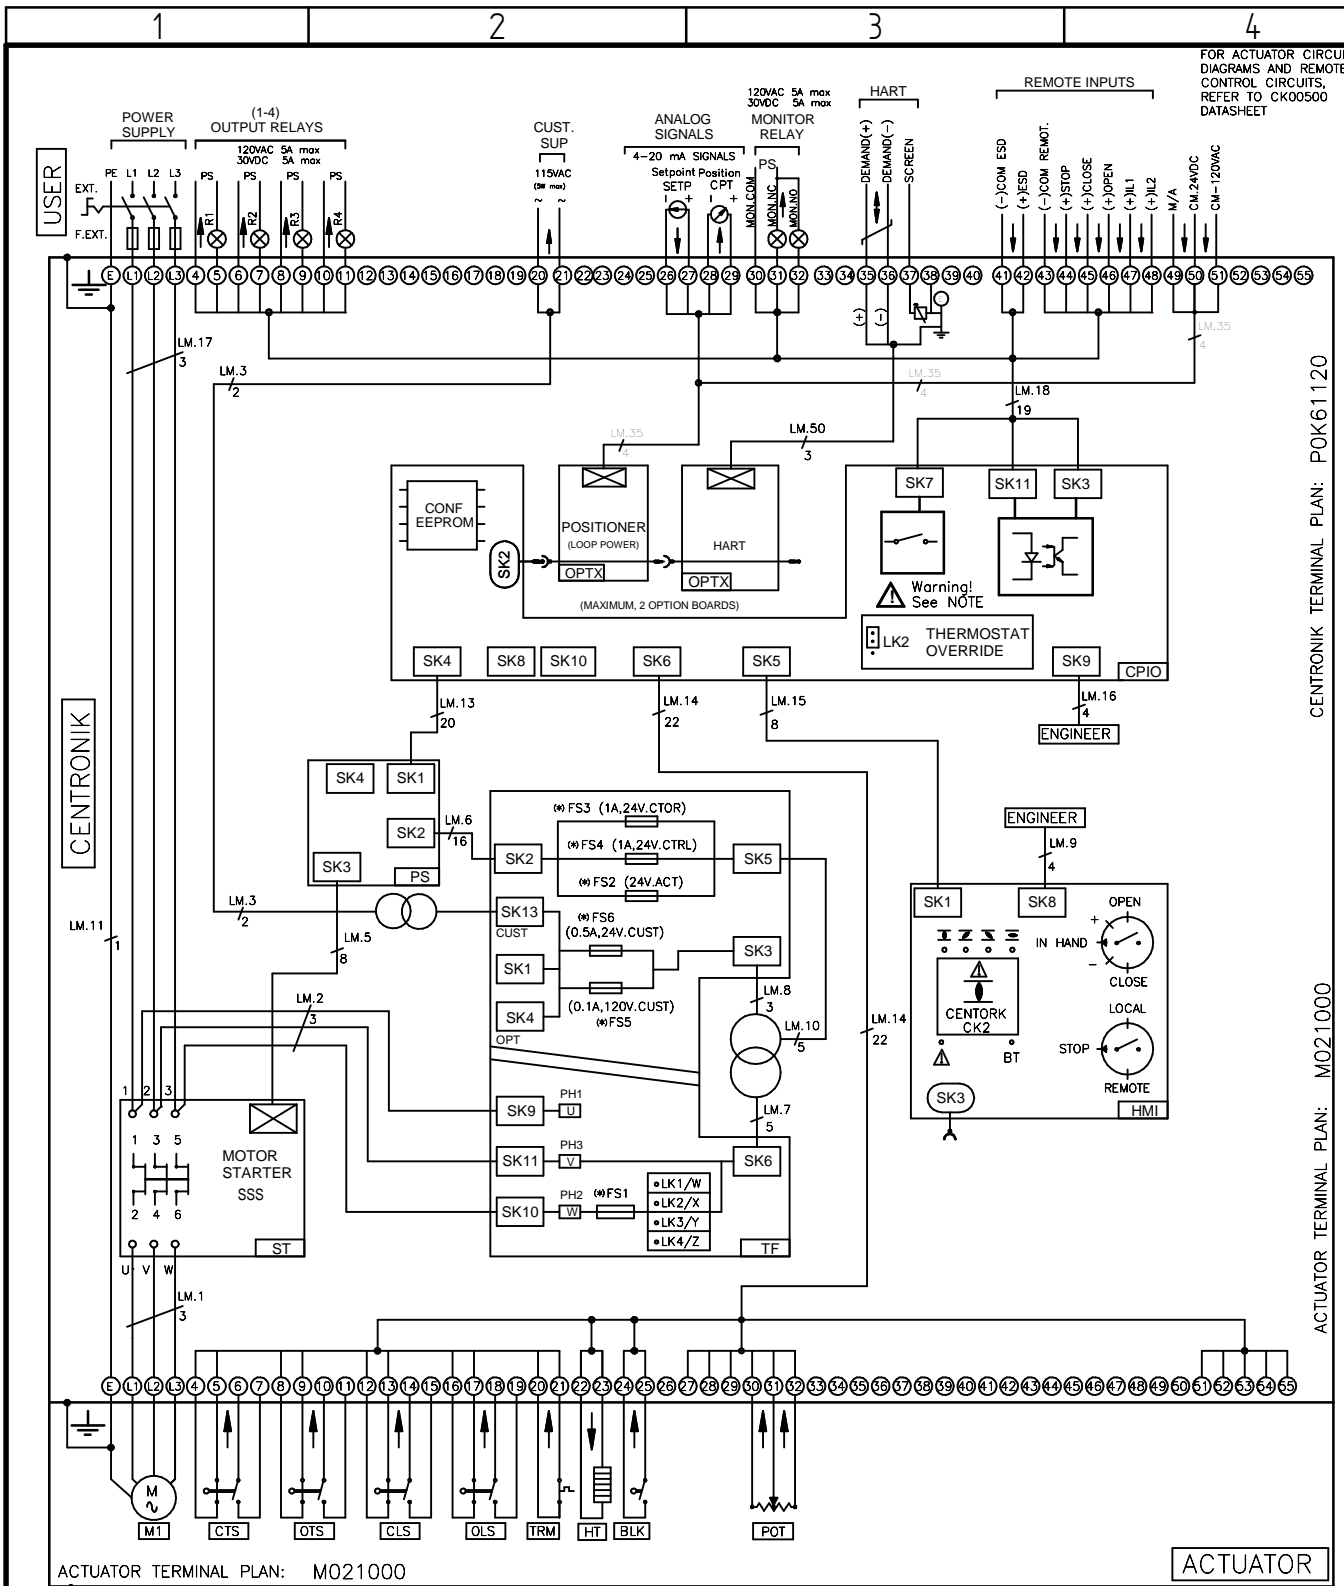 1 2 3 4
FOR ACTUATOR CIRCUI
DIAGRAMS AND REMOTE
CONTROL CIRCUITS,
REFER TO CK00500
DATASHEET
POWER
SUPPLY
(1-4)
OUTPUT RELAYS
120VAC 5A max
30VDC 5A max
CUST.
SUP
115VAC
(5W max)
~ ~
ANALOG
SIGNALS
4-20 mA SIGNALS
Setpoint Position
SETP CPT
- + - +
120VAC 5A max
30VDC 5A max
MONITOR
RELAY
PS
MON.COM
MON.NC
MON.NO
HART
DEMAND(+)
DEMAND(-)
SCREEN
REMOTE INPUTS
(-)COM ESD
(+)ESD
(-)COM REMOT.
(+)STOP
(+)CLOSE
(+)OPEN
(+)IL1
(+)IL2
M/A
CM.24VDC
CM-120VAC
USER
EXT.
F.EXT.
PE L1 L2 L3
PS PS PS PS
R1 R2 R3 R4
E L1 L2 L3 4 5 6 7 8 9 10 11 12 13 14 15 16 17 18 19 20 21 22 23 24 25 26 27 28 29 30 31 32 33 34 35 36 37 38 39 40 41 42 43 44 45 46 47 48 49 50 51 52 53 54 55
(+) (-)
LM.17
3
LM.3
2
LM.35
4
LM.35
4
LM.18
19
LM.35
4
LM.50
3
CENTRONIK TERMINAL PLAN: P0K61120
CONF
EEPROM
SK2
POSITIONER
(LOOP POWER)
OPTX
HART
OPTX
(MAXIMUM, 2 OPTION BOARDS)
SK7 SK11 SK3
Warning!
See NOTE
LK2
THERMOSTAT
OVERRIDE
SK4 SK8 SK10 SK6 SK5 SK9
CPIO
LM.13
20
LM.14
22
LM.15
8
LM.16
4
ENGINEER
CENTRONIK
SK4 SK1
SK2
SK3
PS
LM.6
16
(*)FS3 (1A,24V.CTOR)
(*)FS4 (1A,24V.CTRL)
(*)FS2 (24V.ACT)
SK2 SK5
ENGINEER
LM.9
4
LM.3
2
LM.11
1
LM.5
8
SK13
CUST
(*)FS6
(0.5A,24V.CUST)
SK3
SK1
SK4
OPT
(0.1A,120V.CUST)
(*)FS5
LM.8
3
LM.10
5
LM.14
22
LM.2
3
LM.7
5
SK1 SK8
OPEN
+
IN HAND
-
CLOSE
CENTORK
CK2
BT
LOCAL
STOP
REMOTE
SK3
HMI
1 2 3
1 3 5
2 4 6
MOTOR
STARTER
SSS
ST
U V W
SK9
PH1
U
SK11
PH3
V
SK6
SK10
PH2
W
(*)FS1
LK1/W
LK2/X
LK3/Y
LK4/Z
TF
LM.1
3
ACTUATOR TERMINAL PLAN: M021000
E L1 L2 L3 4 5 6 7 8 9 10 11 12 13 14 15 16 17 18 19 20 21 22 23 24 25 26 27 28 29 30 31 32 33 34 35 36 37 38 39 40 41 42 43 44 45 46 47 48 49 50 51 52 53 54 55
M
~
M1 CTS OTS CLS OLS TRM HT BLK POT
ACTUATOR TERMINAL PLAN: M021000
ACTUATOR